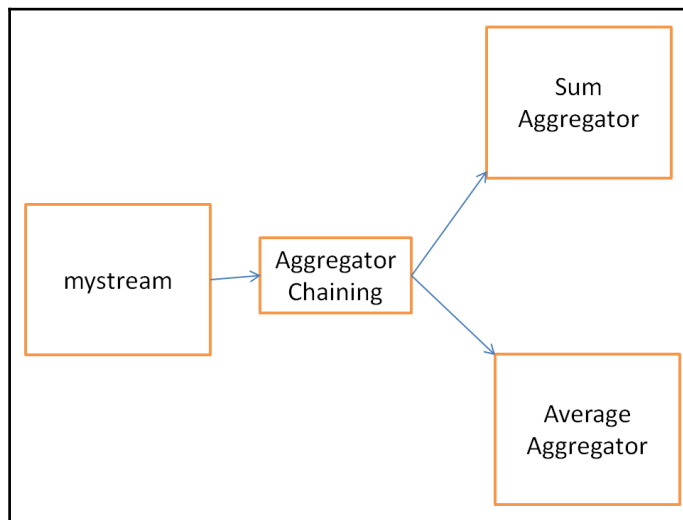 Sum
Aggregator
mystream
Aggregator
Chaining
Average
Aggregator